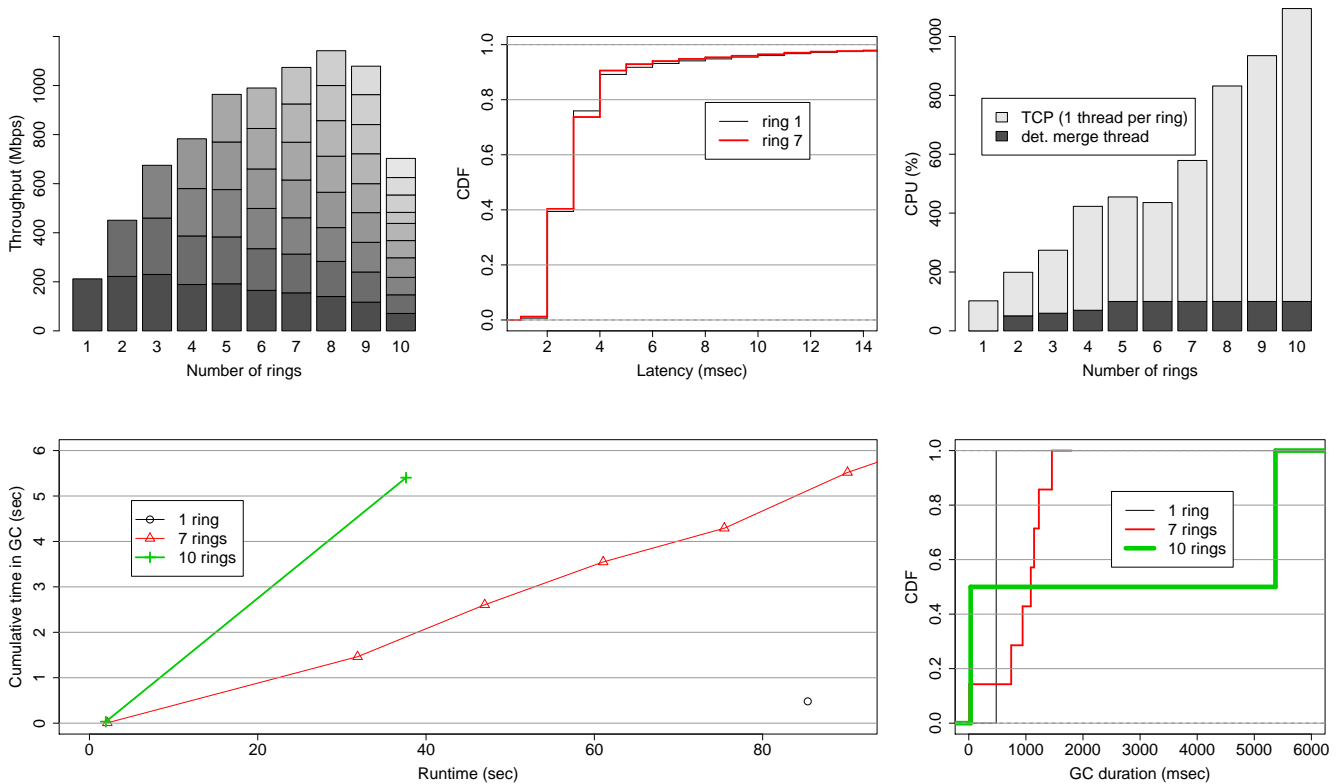 Throughput (Mbps)
0 200 400 600 800 1000
1 2 3 4 5 6 7 8 9 10
Number of rings
CDF
0.0 0.2 0.4 0.6 0.8 1.0
ring 1
ring 7
2 4 6 8 10 12 14
Latency (msec)
CPU (%)
0 200 400 600 800 1000
TCP (1 thread per ring)
det. merge thread
1 2 3 4 5 6 7 8 9 10
Number of rings
Cumulative time in GC (sec)
0 1 2 3 4 5 6
1 ring
7 rings
10 rings
0 20 40 60 80
Runtime (sec)
CDF
0.0 0.2 0.4 0.6 0.8 1.0
1 ring
7 rings
10 rings
0 1000 2000 3000 4000 5000 6000
GC duration (msec)